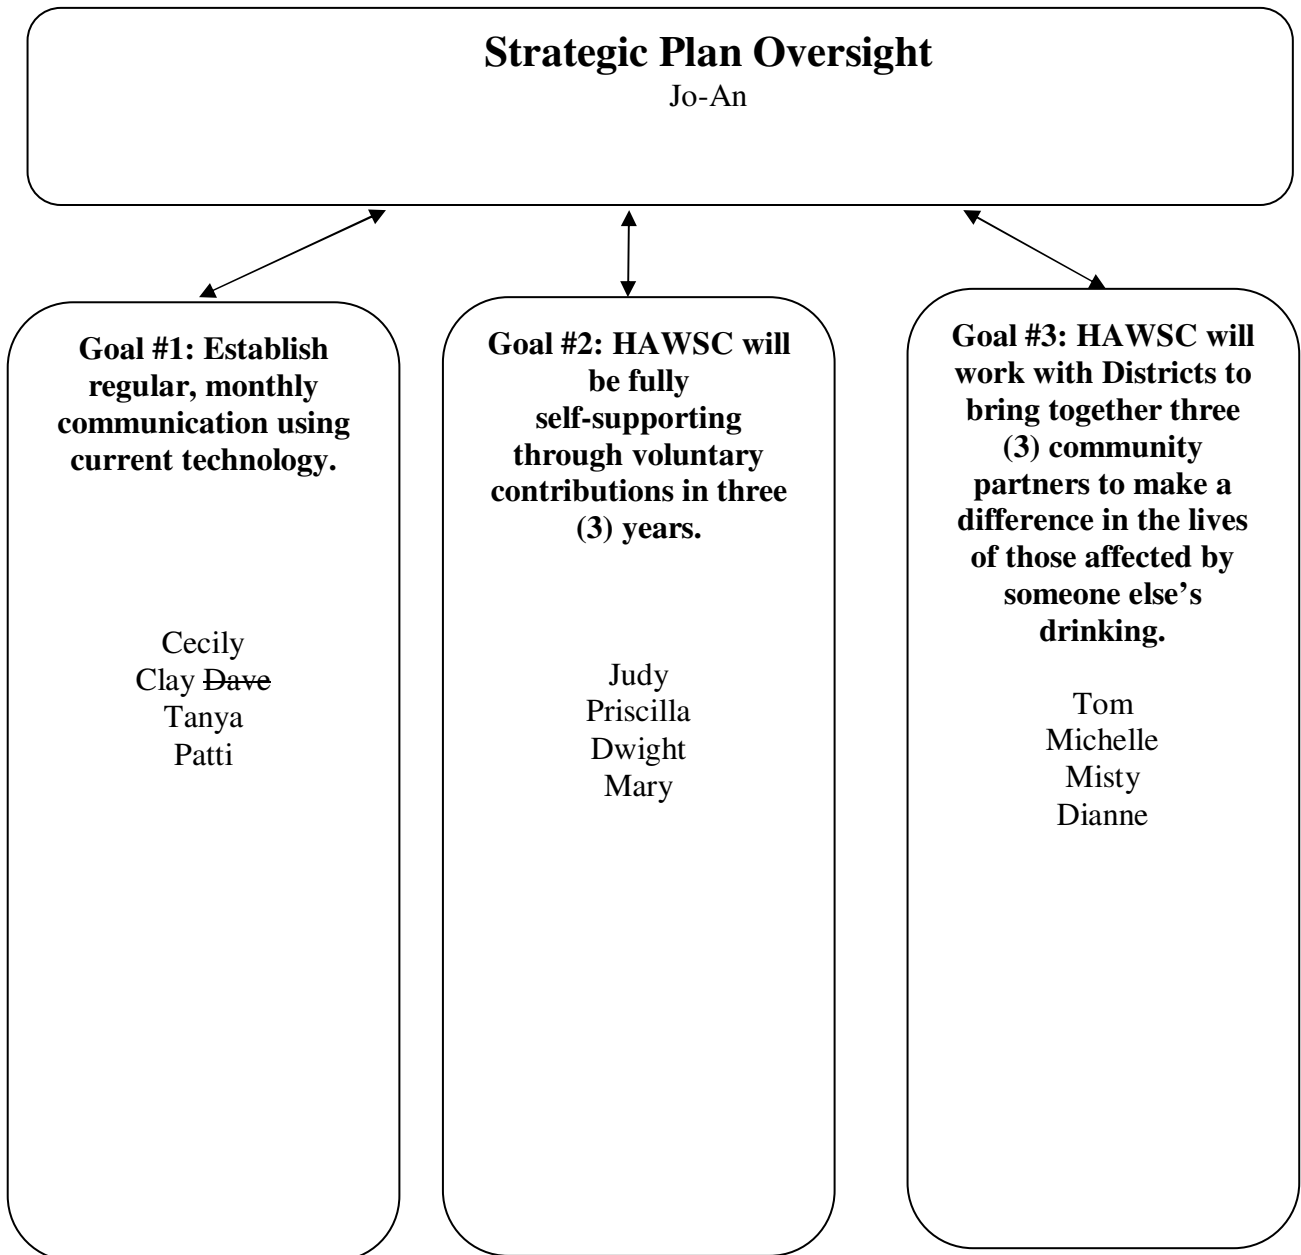 Strategic Plan Oversight
Jo-An
Goal #1: Establish
regular, monthly
communication using
current technology.
Cecily
Clay Dave
Tanya
Patti
Goal #2: HAWSC will
be fully
self-supporting
through voluntary
contributions in three
(3) years.
Judy
Priscilla
Dwight
Mary
Goal #3: HAWSC will
work with Districts to
bring together three
(3) community
partners to make a
difference in the lives
of those affected by
someone else’s
drinking.
Tom
Michelle
Misty
Dianne